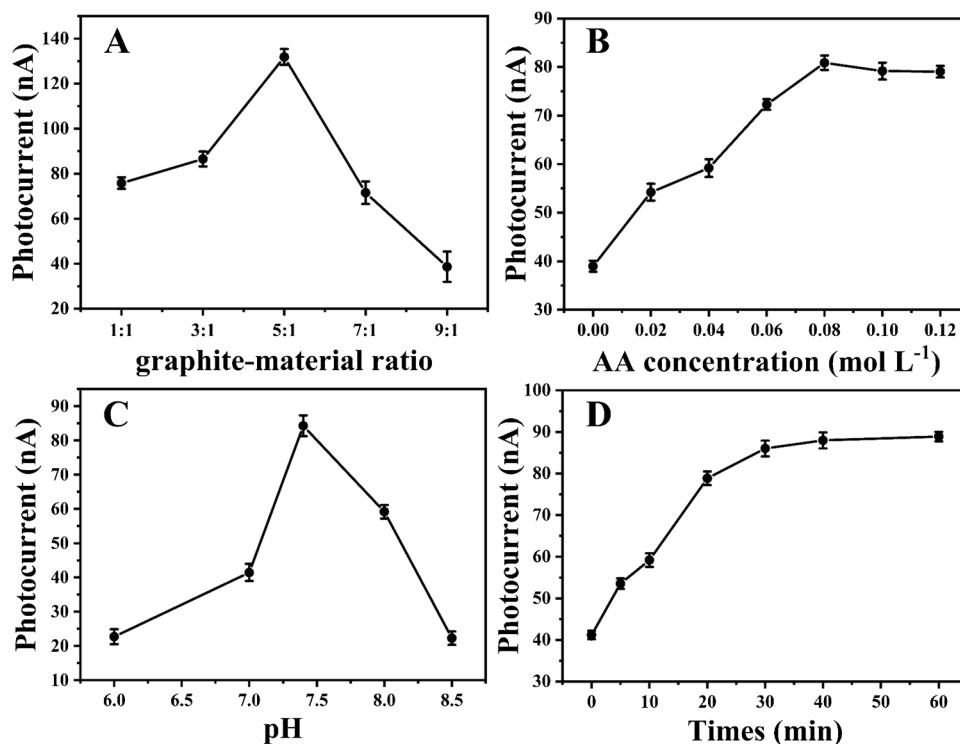 A
Photocurrent (nA)
140
120
100
80
60
40
20
1:1 3:1 5:1 7:1 9:1
graphite-material ratio
B
Photocurrent (nA)
90
80
70
60
50
40
30
0.00 0.02 0.04 0.06 0.08 0.10 0.12
AA concentration (mol L⁻¹)
C
Photocurrent (nA)
90
80
70
60
50
40
30
20
10
6.0 6.5 7.0 7.5 8.0 8.5
pH
D
Photocurrent (nA)
100
90
80
70
60
50
40
30
0 10 20 30 40 50 60
Times (min)